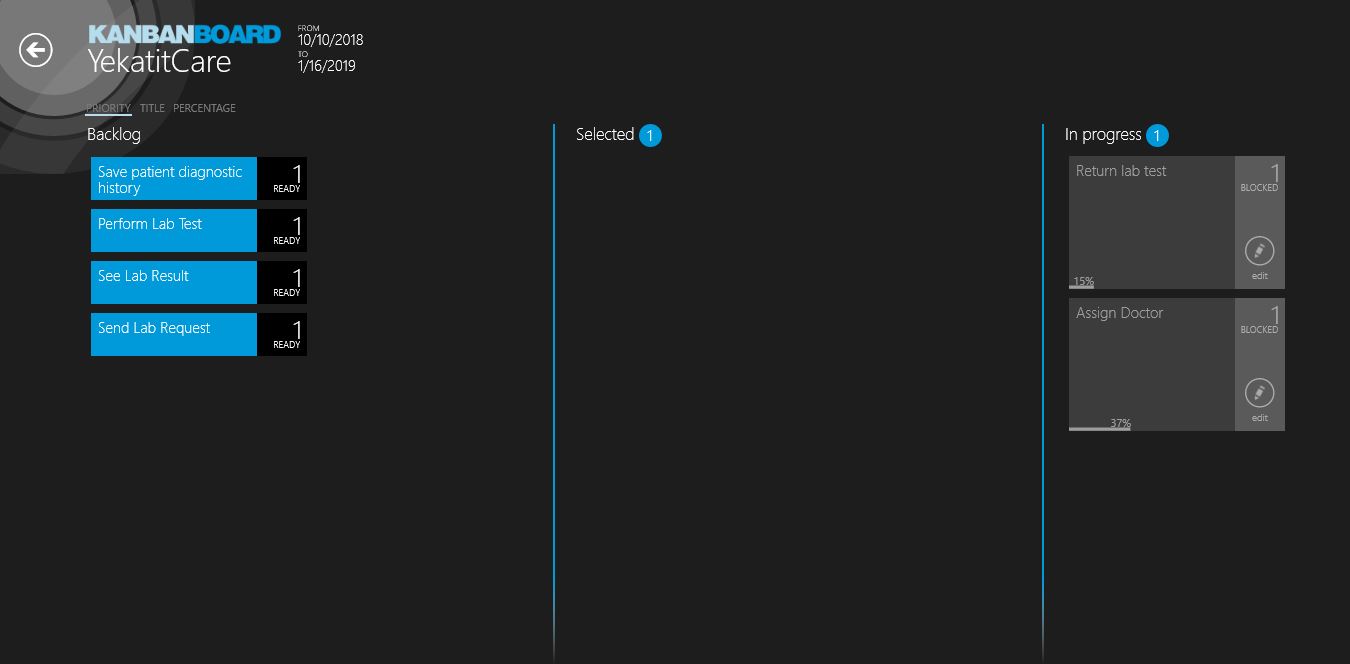 KANBANBOARD
YekatitCare
FROM
10/10/2018
TO
1/16/2019
PRIORITY TITLE PERCENTAGE
Backlog
Save patient diagnostic
history
1
READY
Perform Lab Test
1
READY
See Lab Result
1
READY
Send Lab Request
1
READY
Selected 1
In progress 1
Return lab test
1
BLOCKED
edit
15%
Assign Doctor
1
BLOCKED
edit
37%